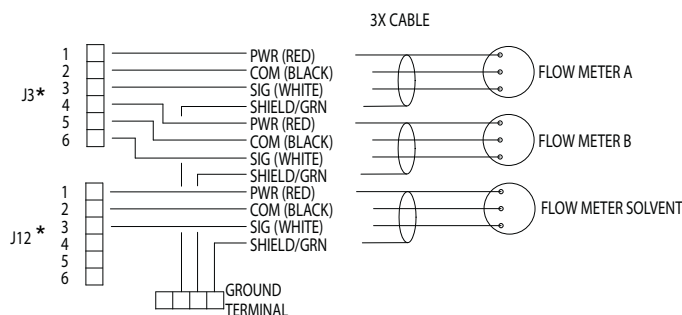 3X CABLE
J3*
1
2
3
4
5
6
PWR (RED)
COM (BLACK)
SIG (WHITE)
SHIELD/GRN
PWR (RED)
COM (BLACK)
SIG (WHITE)
SHIELD/GRN
FLOW METER A
FLOW METER B
J12*
1
2
3
4
5
6
PWR (RED)
COM (BLACK)
SIG (WHITE)
SHIELD/GRN
FLOW METER SOLVENT
GROUND
TERMINAL